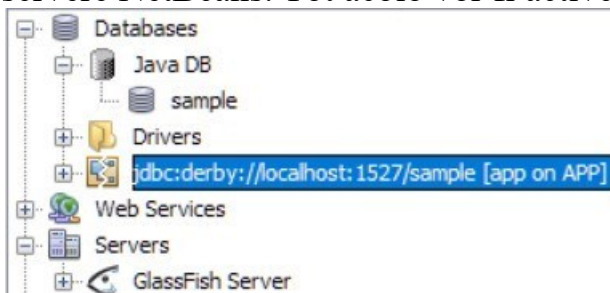 Databases
Java DB
sample
Drivers
jdbc:derby://localhost:1527/sample [app on APP]
Web Services
Servers
GlassFish Server